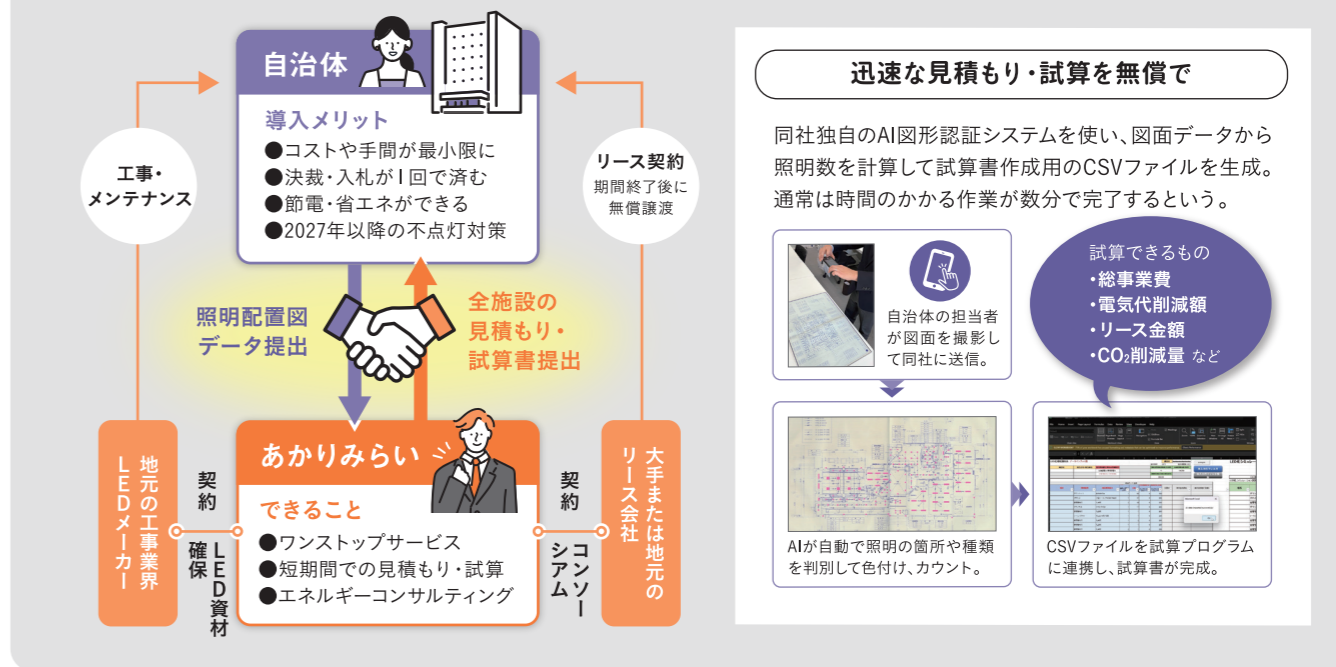 自治体
導入メリット
●コストや手間が最小限に
●決裁・入札が1回で済む
●節電・省エネができる
●2027年以降の不点灯対策
工事・
メンテナンス
リース契約
期間終了後に
無償譲渡
照明配置図
データ提出
全施設の
見積もり・
試算書提出
地元の工事業界
LEDメーカー
契約
LED資材
確保
あかりみらい
できること
●ワンストップサービス
●短期間での見積もり・試算
●エネルギーコンサルティング
契約
コンソー
シアム
大手または地元の
リース会社
迅速な見積もり・試算を無償で
同社独自のAI図形認証システムを使い、図面データから
照明数を計算して試算書作成用のCSVファイルを生成。
通常は時間のかかる作業が数分で完了するという。
自治体の担当者
が図面を撮影し
て同社に送信。
試算できるもの
・総事業費
・電気代削減額
・リース金額
・CO₂削減量 など
AIが自動で照明の箇所や種類
を判別して色付け、カウント。
CSVファイルを試算プログラム
に連携し、試算書が完成。